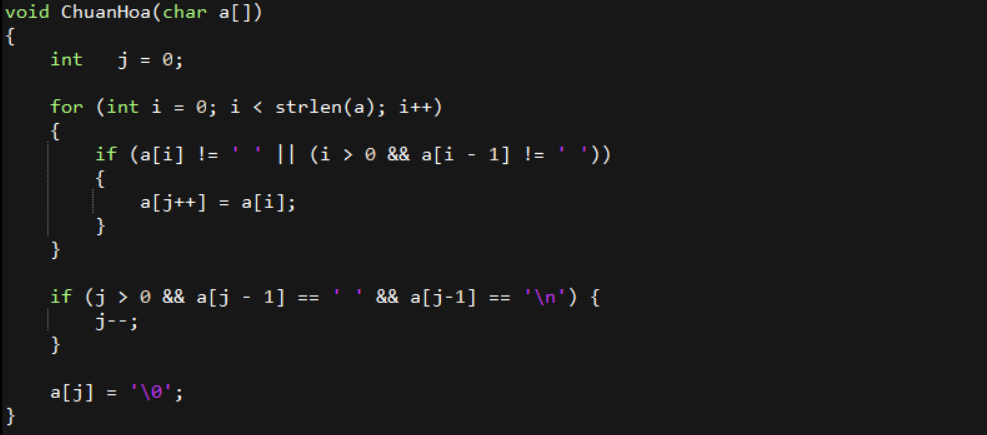 void ChuanHoa(char a[])
{
    int   j = 0;

    for (int i = 0; i < strlen(a); i++)
    {
        if (a[i] != ' ' || (i > 0 && a[i - 1] != ' '))
        {
            a[j++] = a[i];
        }
    }

    if (j > 0 && a[j - 1] == ' ' && a[j-1] == '\n') {
        j--;
    }

    a[j] = '\0';
}